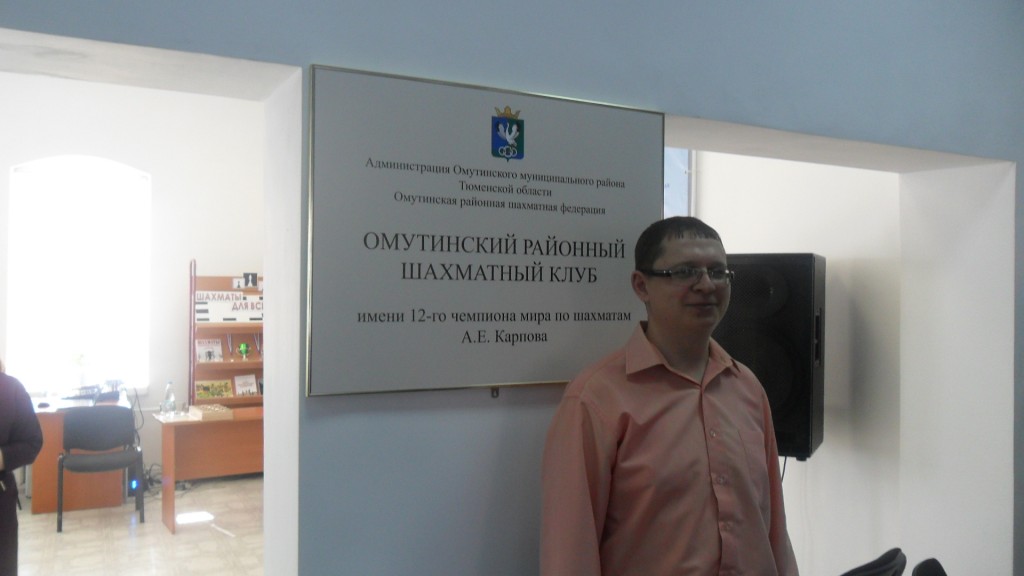 Администрация Омутинского муниципального района
Тюменской области
Омутинская районная шахматная федерация
ОМУТИНСКИЙ РАЙОННЫЙ
ШАХМАТНЫЙ КЛУБ
имени 12-го чемпиона мира по шахматам
А.Е. Карпова
ШАХМАТЫ
ДЛЯ ВСЕ